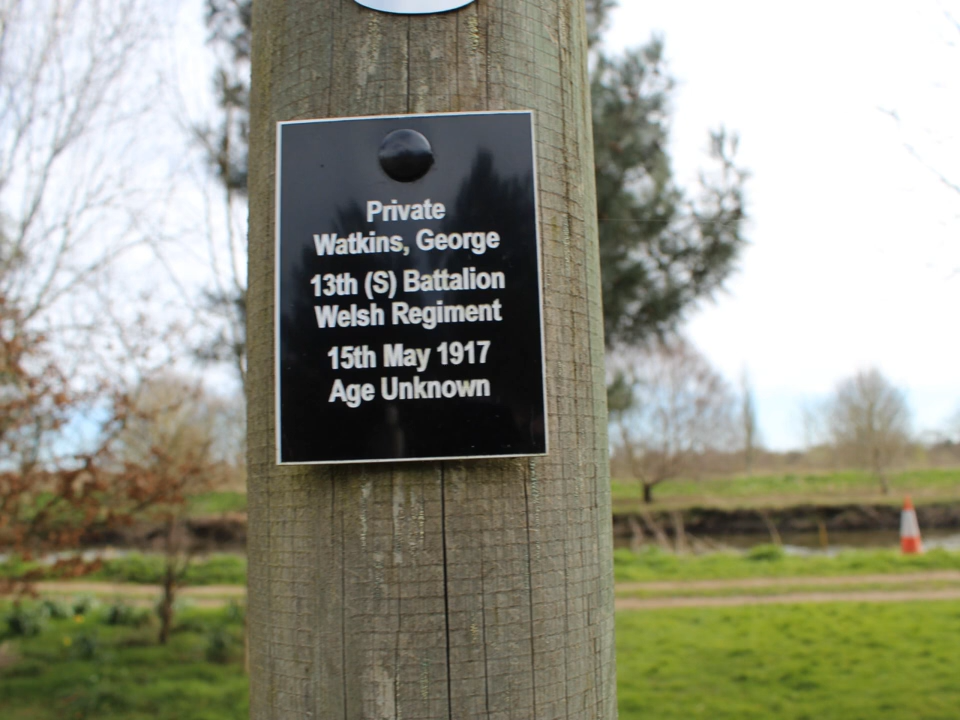 Private
Watkins, George
13th (S) Battalion
Welsh Regiment
15th May 1917
Age Unknown